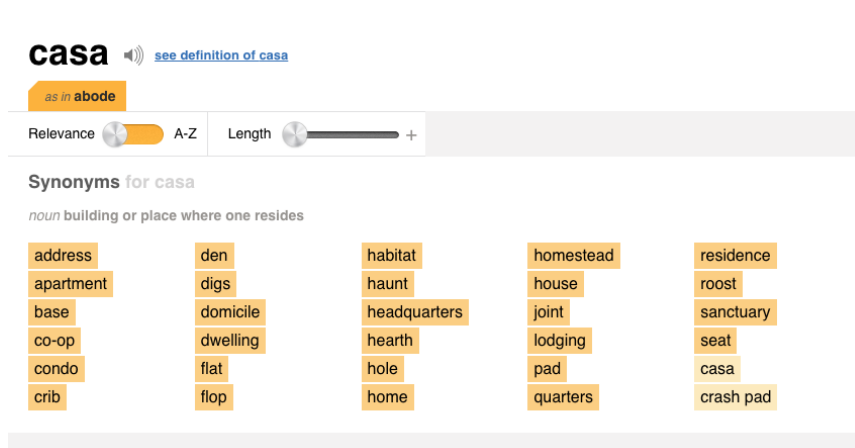 casa see definition of casa
as in abode
Relevance A-Z Length +
Synonyms for casa
noun building or place where one resides
address den habitat homestead residence
apartment digs haunt house roost
base domicile headquarters joint sanctuary
co-op dwelling hearth lodging seat
condo flat hole pad casa
crib flop home quarters crash pad